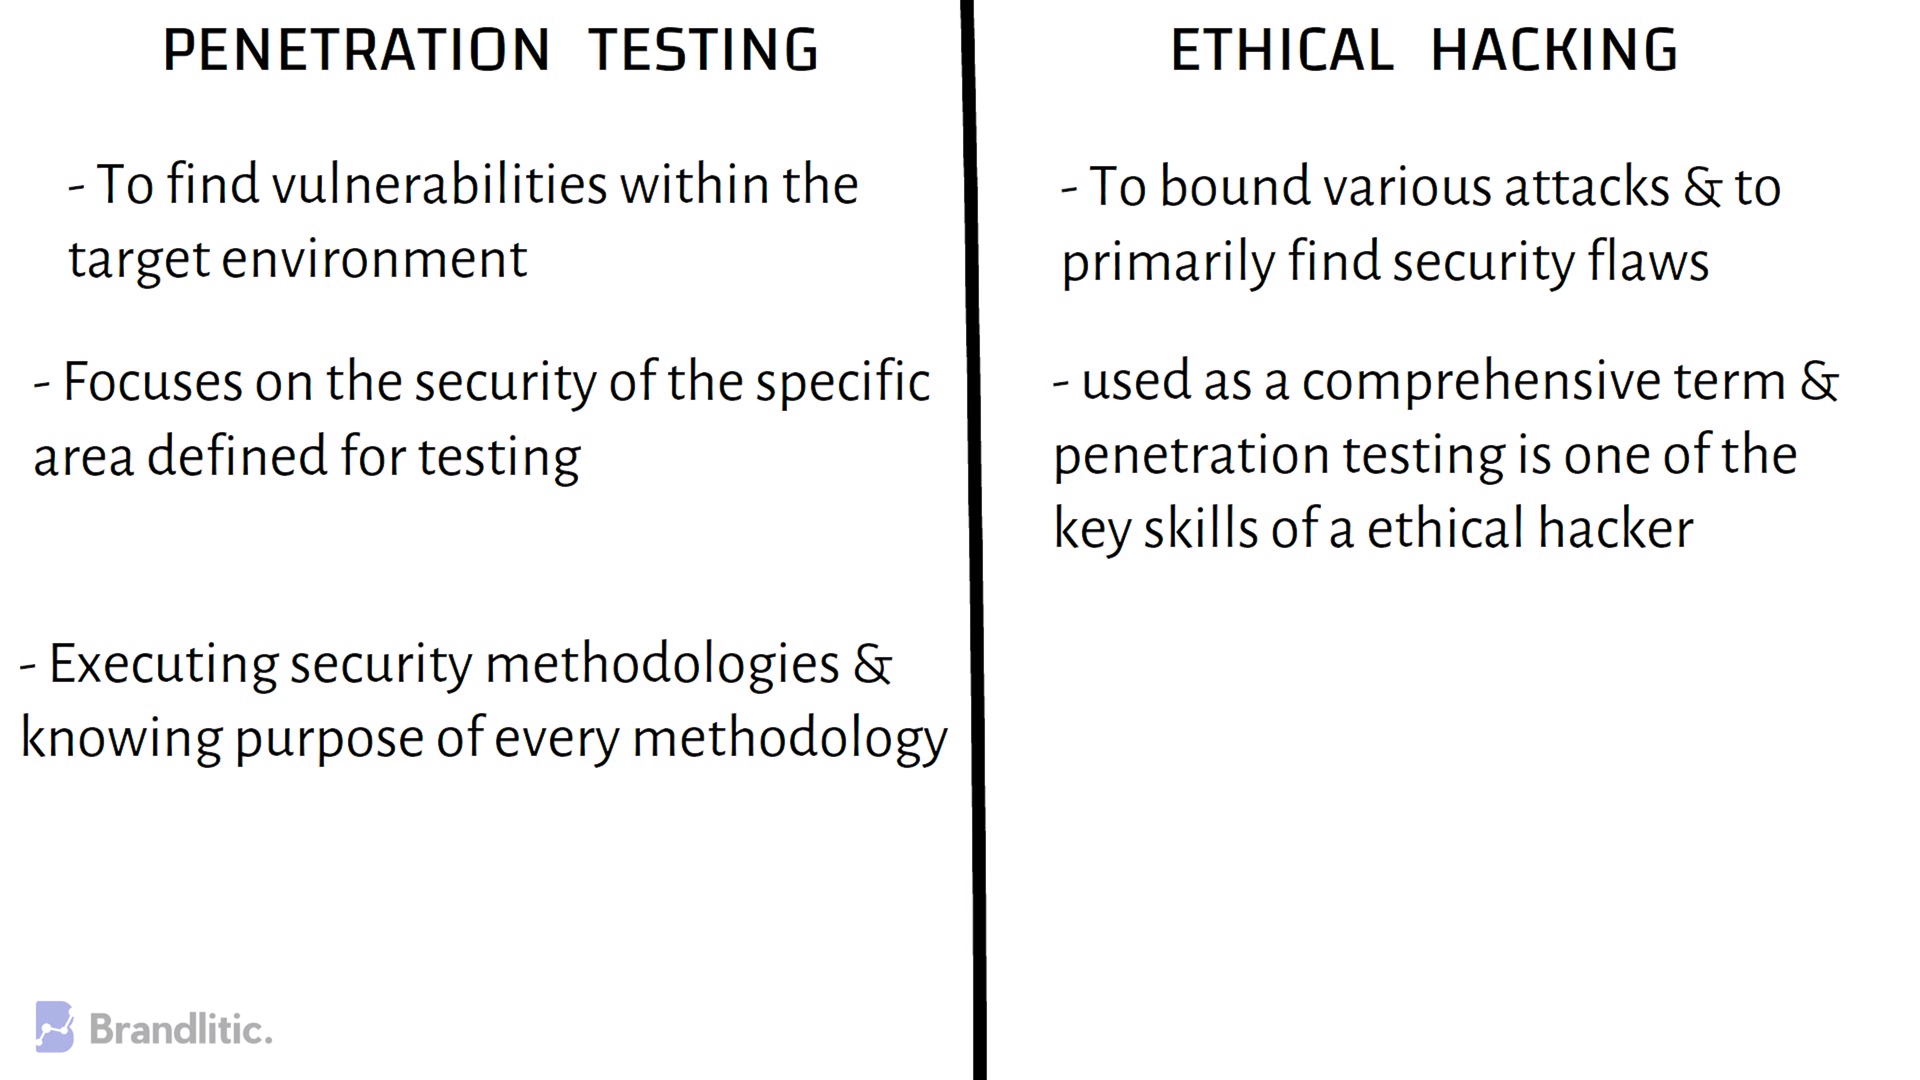 PENETRATION TESTING
- To find vulnerabilities within the
target environment
- Focuses on the security of the specific
area defined for testing
- Executing security methodologies &
knowing purpose of every methodology
ETHICAL HACKING
- To bound various attacks & to
primarily find security flaws
- used as a comprehensive term &
penetration testing is one of the
key skills of a ethical hacker
Brandlitic.